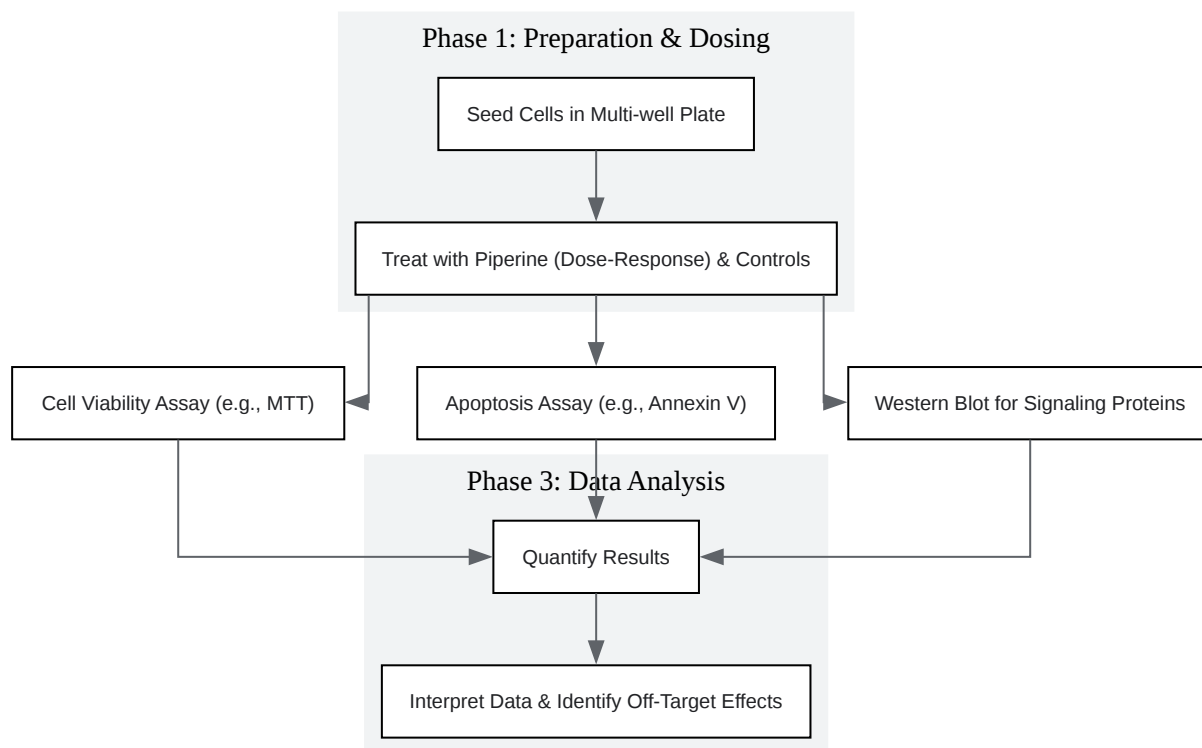 Phase 1: Preparation & Dosing
Seed Cells in Multi-well Plate
Treat with Piperine (Dose-Response) & Controls
Cell Viability Assay (e.g., MTT)
Apoptosis Assay (e.g., Annexin V)
Western Blot for Signaling Proteins
Phase 3: Data Analysis
Quantify Results
Interpret Data & Identify Off-Target Effects